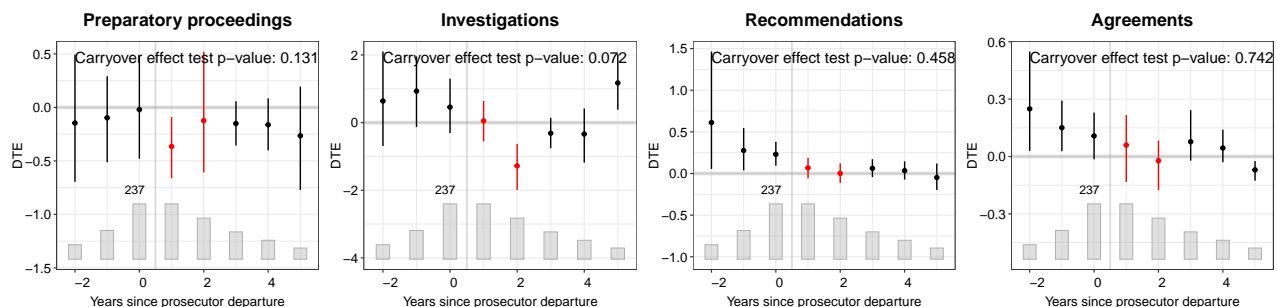 Preparatory proceedings
Carryover effect test p−value: 0.131
0.5
0.0
−0.5
−1.0
−1.5
DTE
237
−2
0
2
4
Years since prosecutor departure
Investigations
Carryover effect test p−value: 0.072
2
0
−2
−4
DTE
237
−2
0
2
4
Years since prosecutor departure
Recommendations
Carryover effect test p−value: 0.458
1.5
1.0
0.5
0.0
−0.5
−1.0
DTE
237
−2
0
2
4
Years since prosecutor departure
Agreements
Carryover effect test p−value: 0.742
0.6
0.3
0.0
−0.3
DTE
237
−2
0
2
4
Years since prosecutor departure